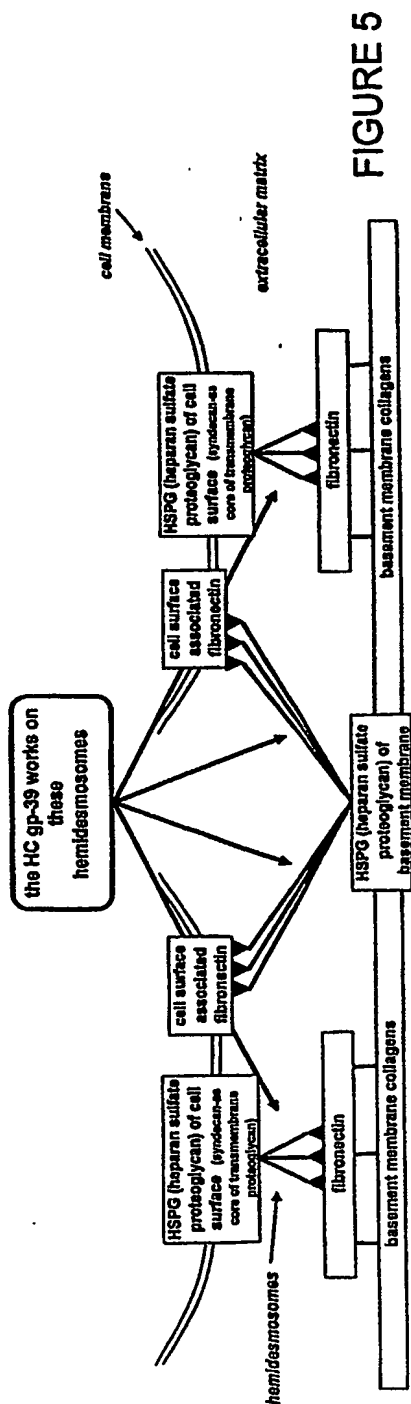 the HC gp-39 works on
these
hemidesmosomes
cell membrane
HSPG (heparan sulfate
proteoglycan) of cell
surface (syndecan-as
core of transmembrane
proteoglycan)
cell surface
associated
fibronectin
cell surface
associated
fibronectin
HSPG (heparan sulfate
proteoglycan) of cell
surface (syndecan-as
core of transmembrane
proteoglycan)
extracellular matrix
hemidesmosomes
fibronectin
fibronectin
basement membrane collagens
HSPG (heparan sulfate
proteoglycan) of
basement membrane
basement membrane collagens
FIGURE 5